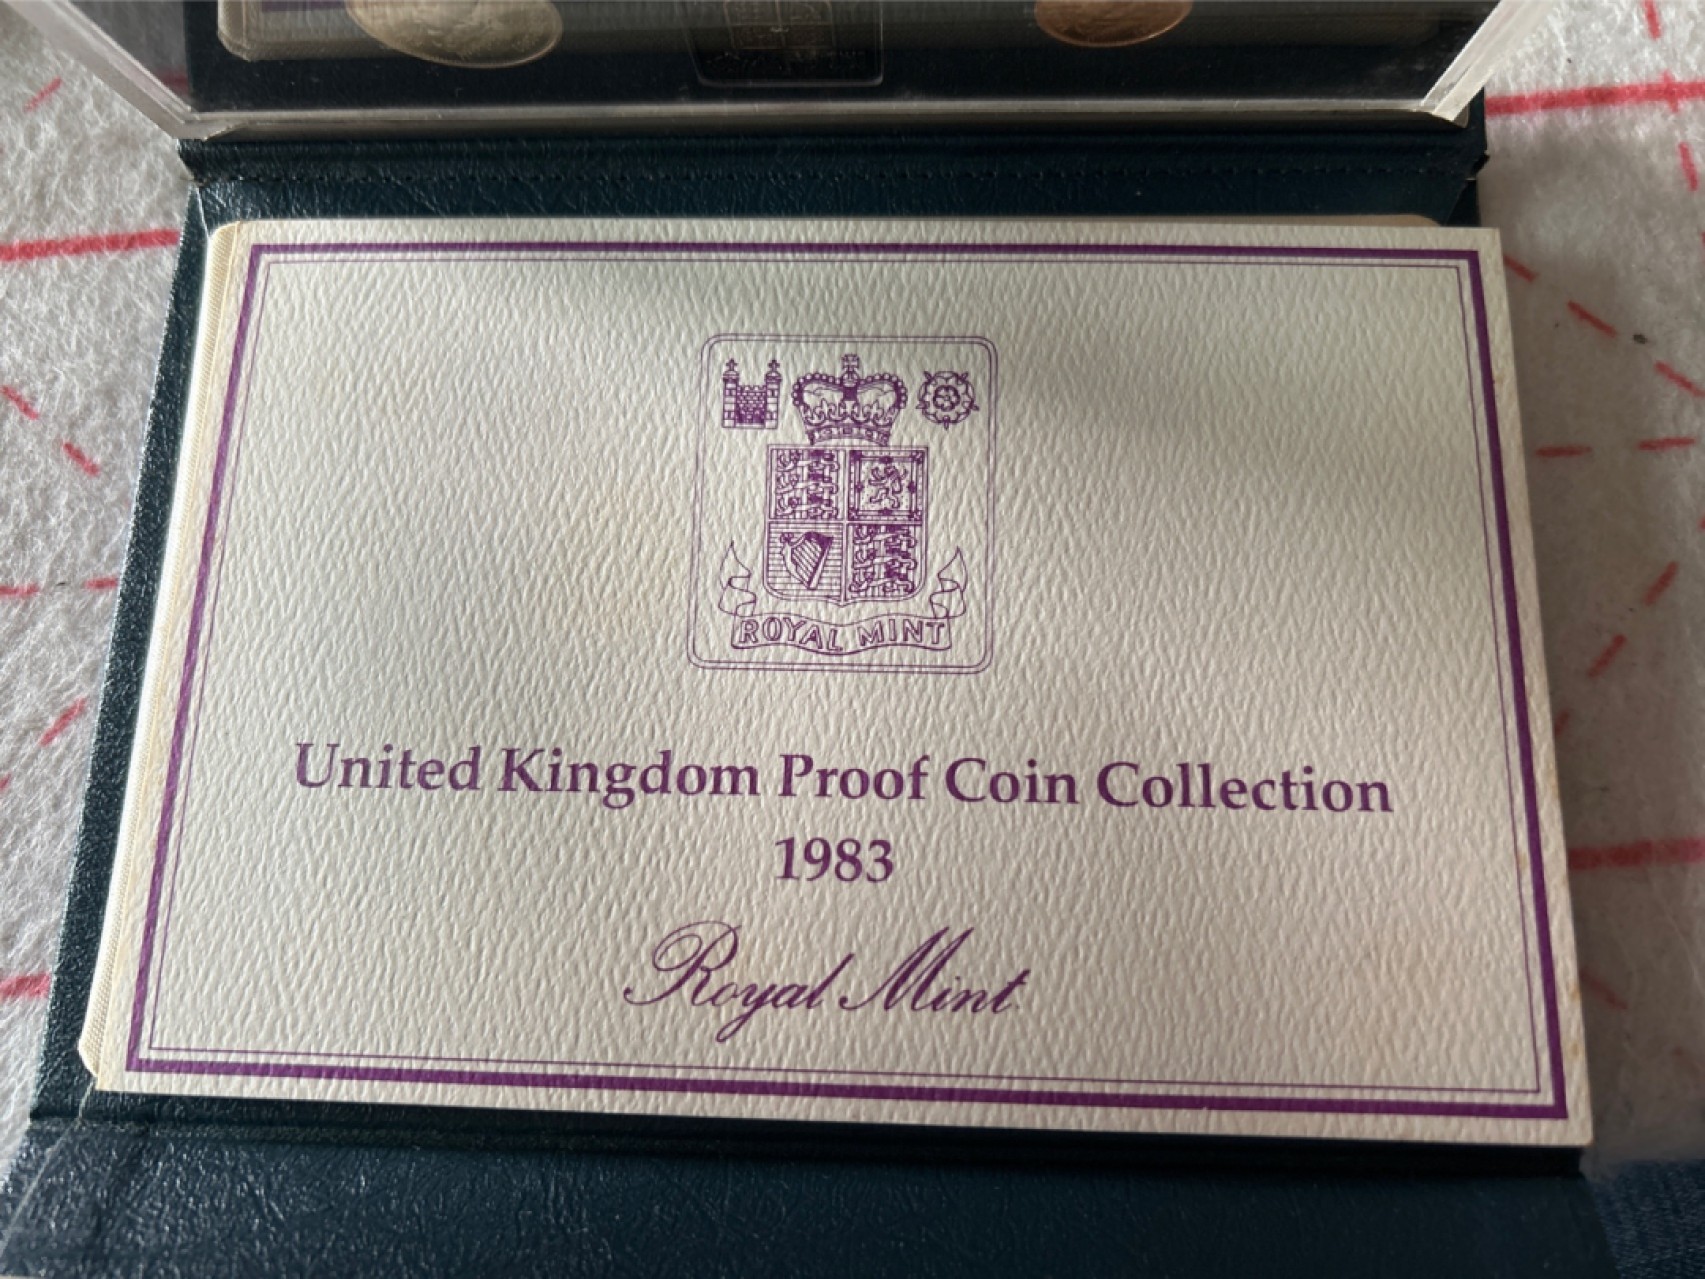 ROYAL MINT
United Kingdom Proof Coin Collection
1983
Royal Mint